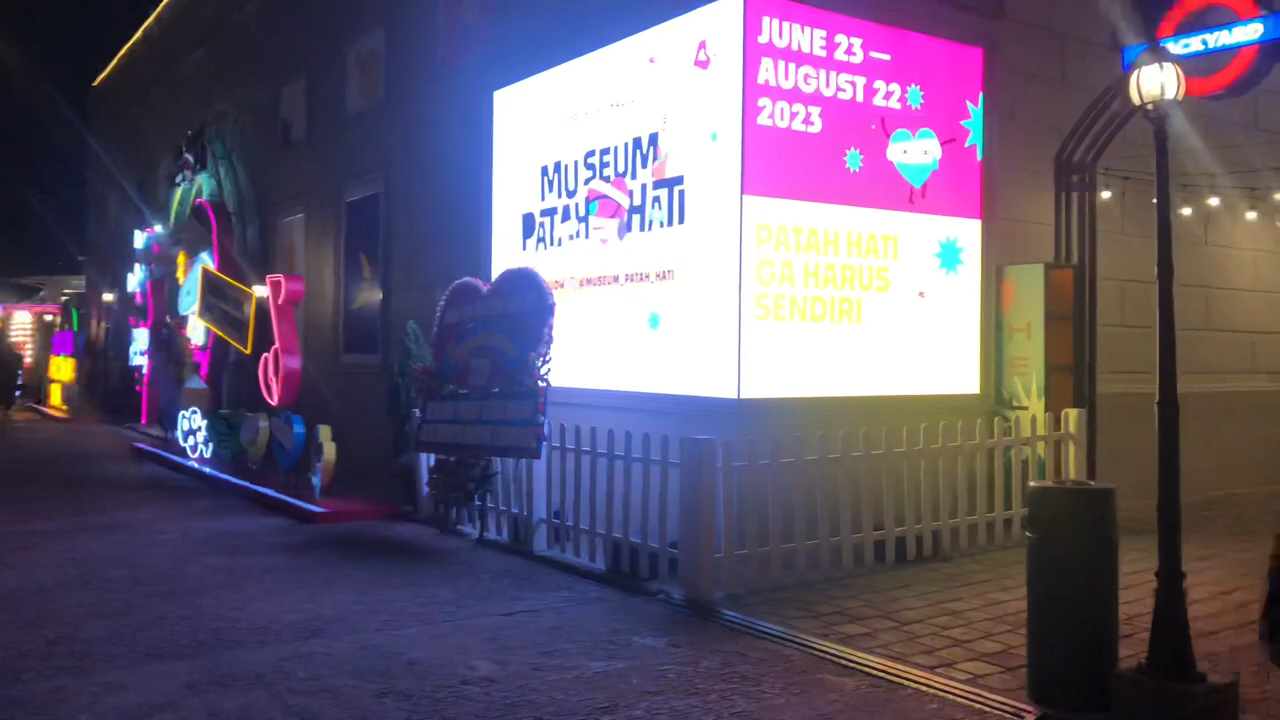 MUSEUM
PATAH HATI
@MUSEUM_PATAH_HATI
JUNE 23 —
AUGUST 22
2023
PATAH HATI
GA HARUS
SENDIRI